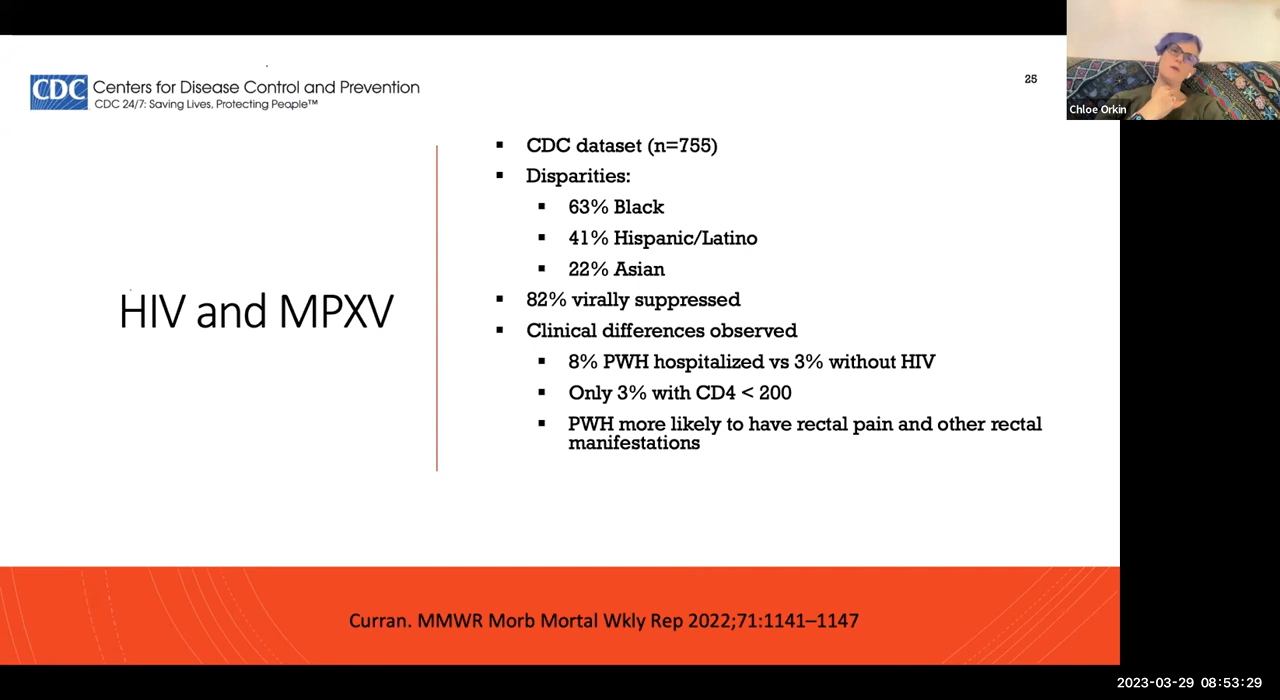 CDC Centers for Disease Control and Prevention
CDC 24/7: Saving Lives, Protecting People™
25
Chloe Orkin
HIV and MPXV
▪ CDC dataset (n=755)
▪ Disparities:
▪ 63% Black
▪ 41% Hispanic/Latino
▪ 22% Asian
▪ 82% virally suppressed
▪ Clinical differences observed
▪ 8% PWH hospitalized vs 3% without HIV
▪ Only 3% with CD4 < 200
▪ PWH more likely to have rectal pain and other rectal
manifestations
Curran. MMWR Morb Mortal Wkly Rep 2022;71:1141–1147
2023-03-29 08:53:29